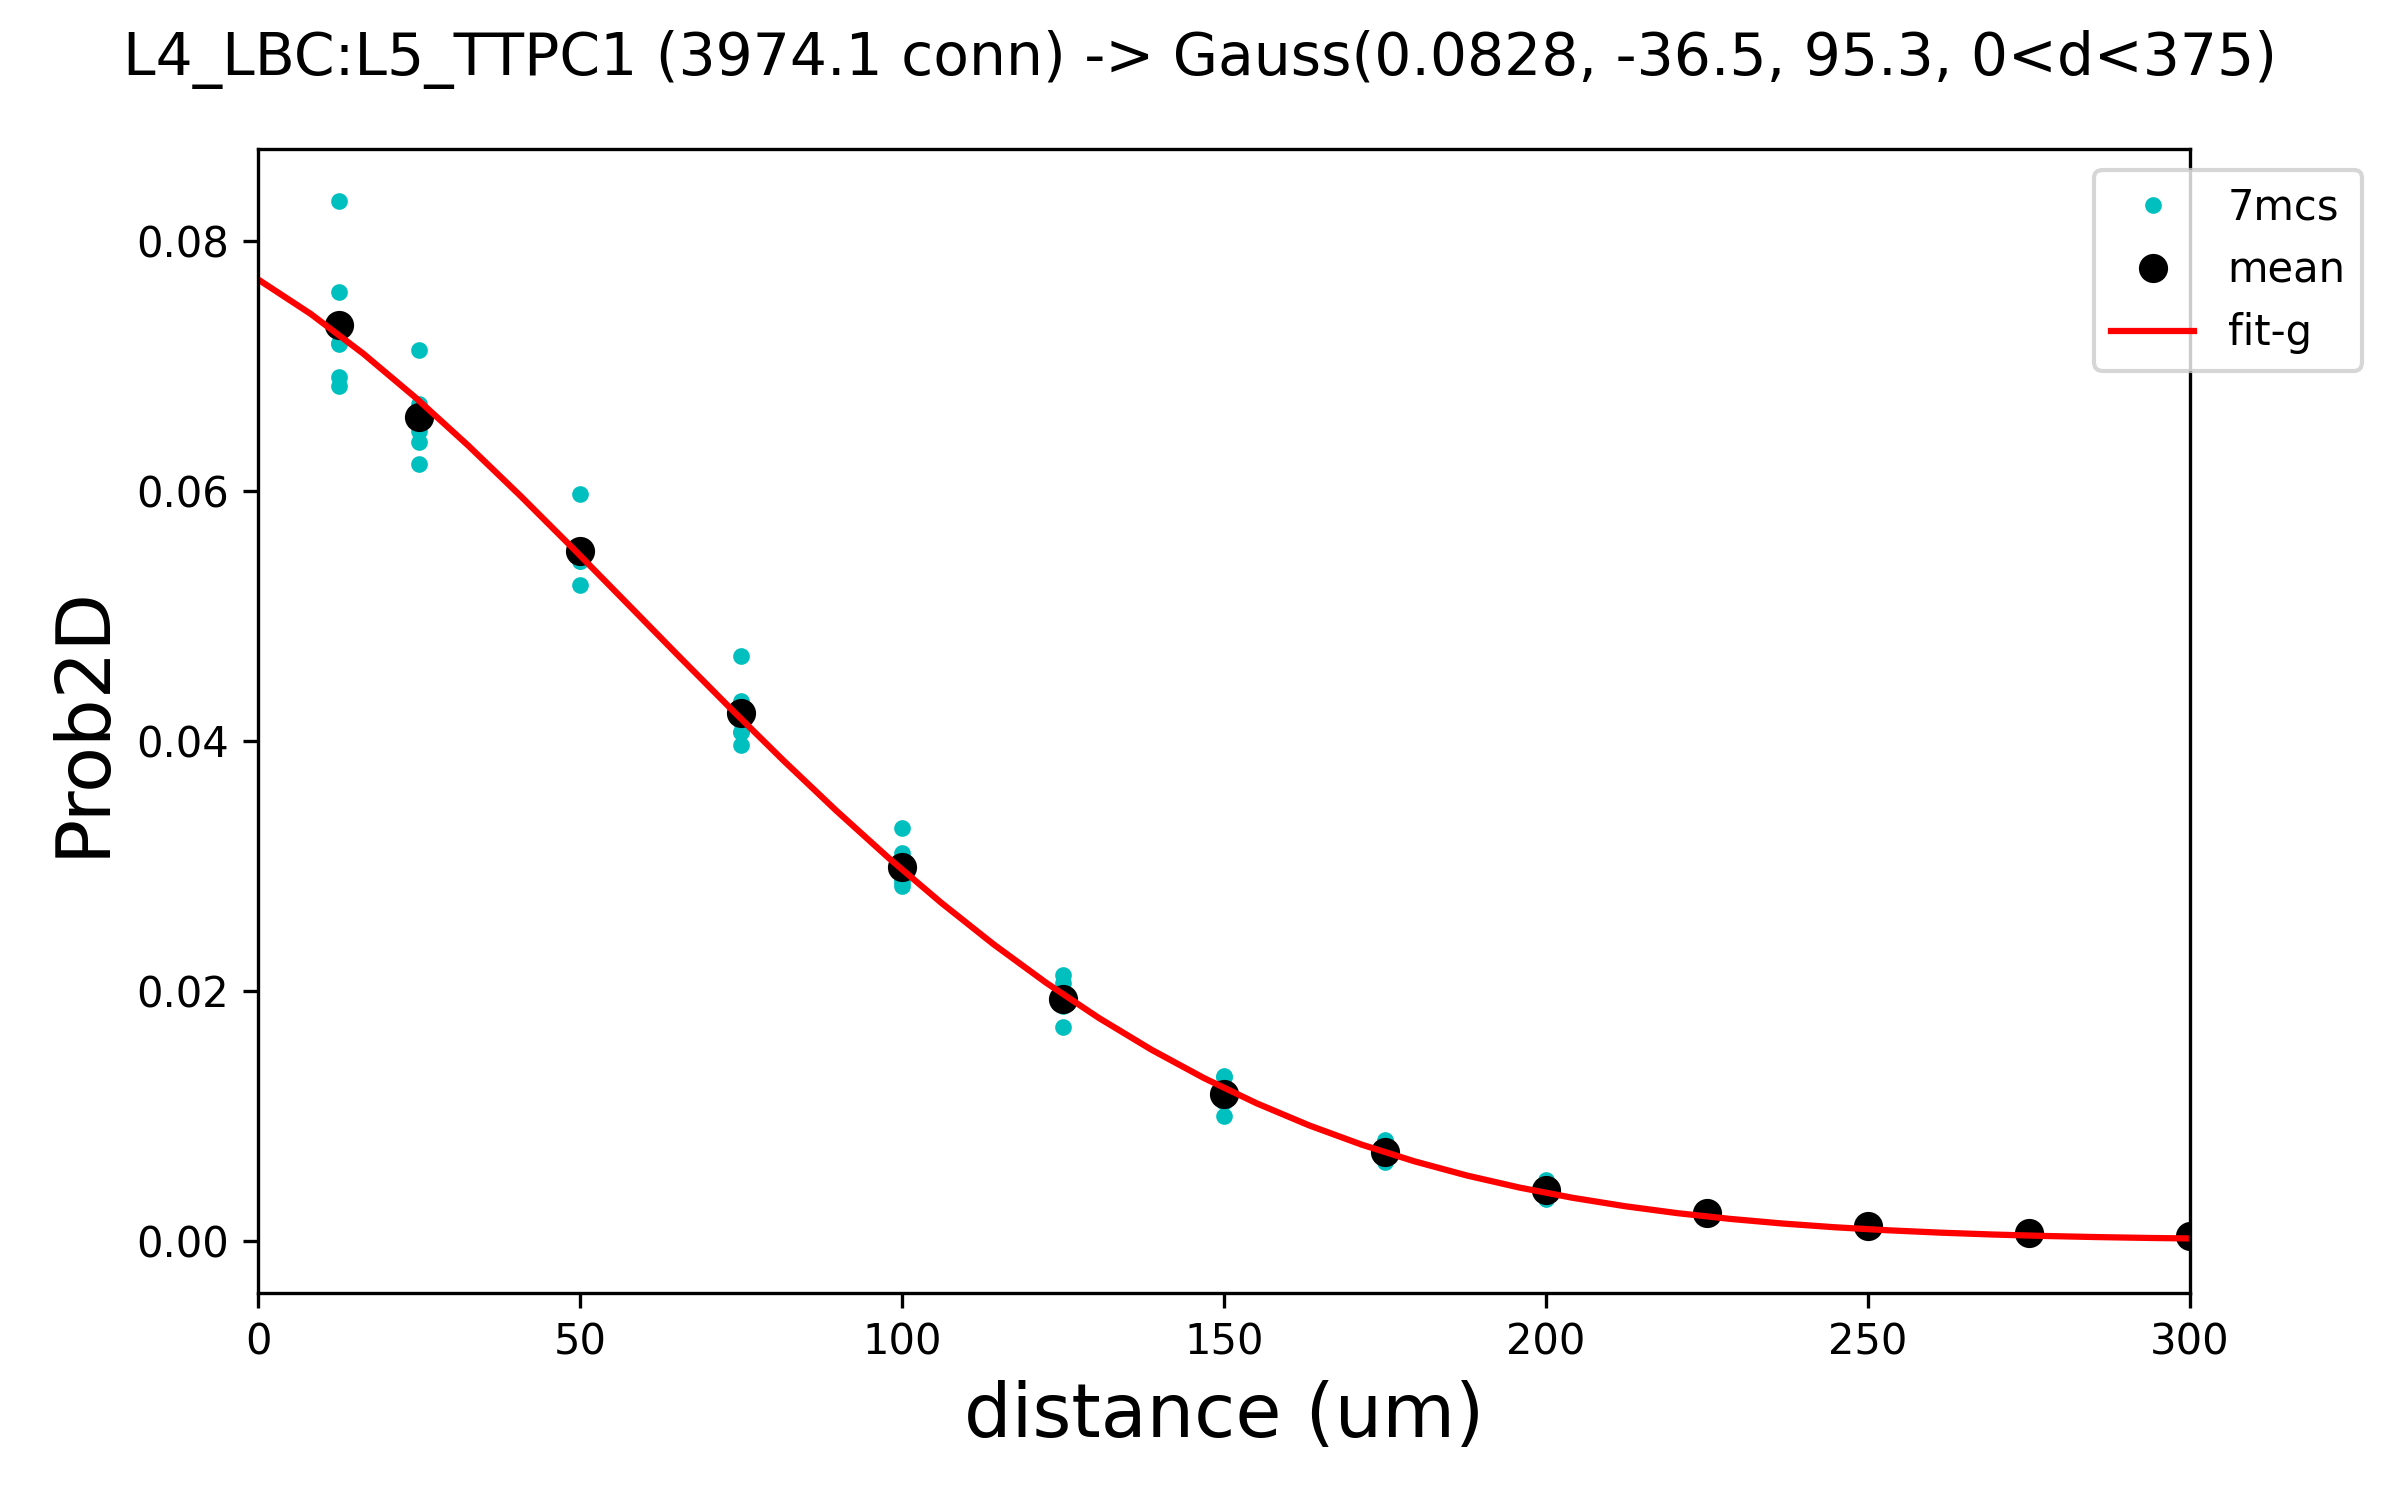 L4_LBC:L5_TTPC1 (3974.1 conn) -> Gauss(0.0828, -36.5, 95.3, 0<d<375)
7mcs
mean
fit-g
Prob2D
0.08
0.06
0.04
0.02
0.00
0 50 100 150 200 250 300
distance (um)